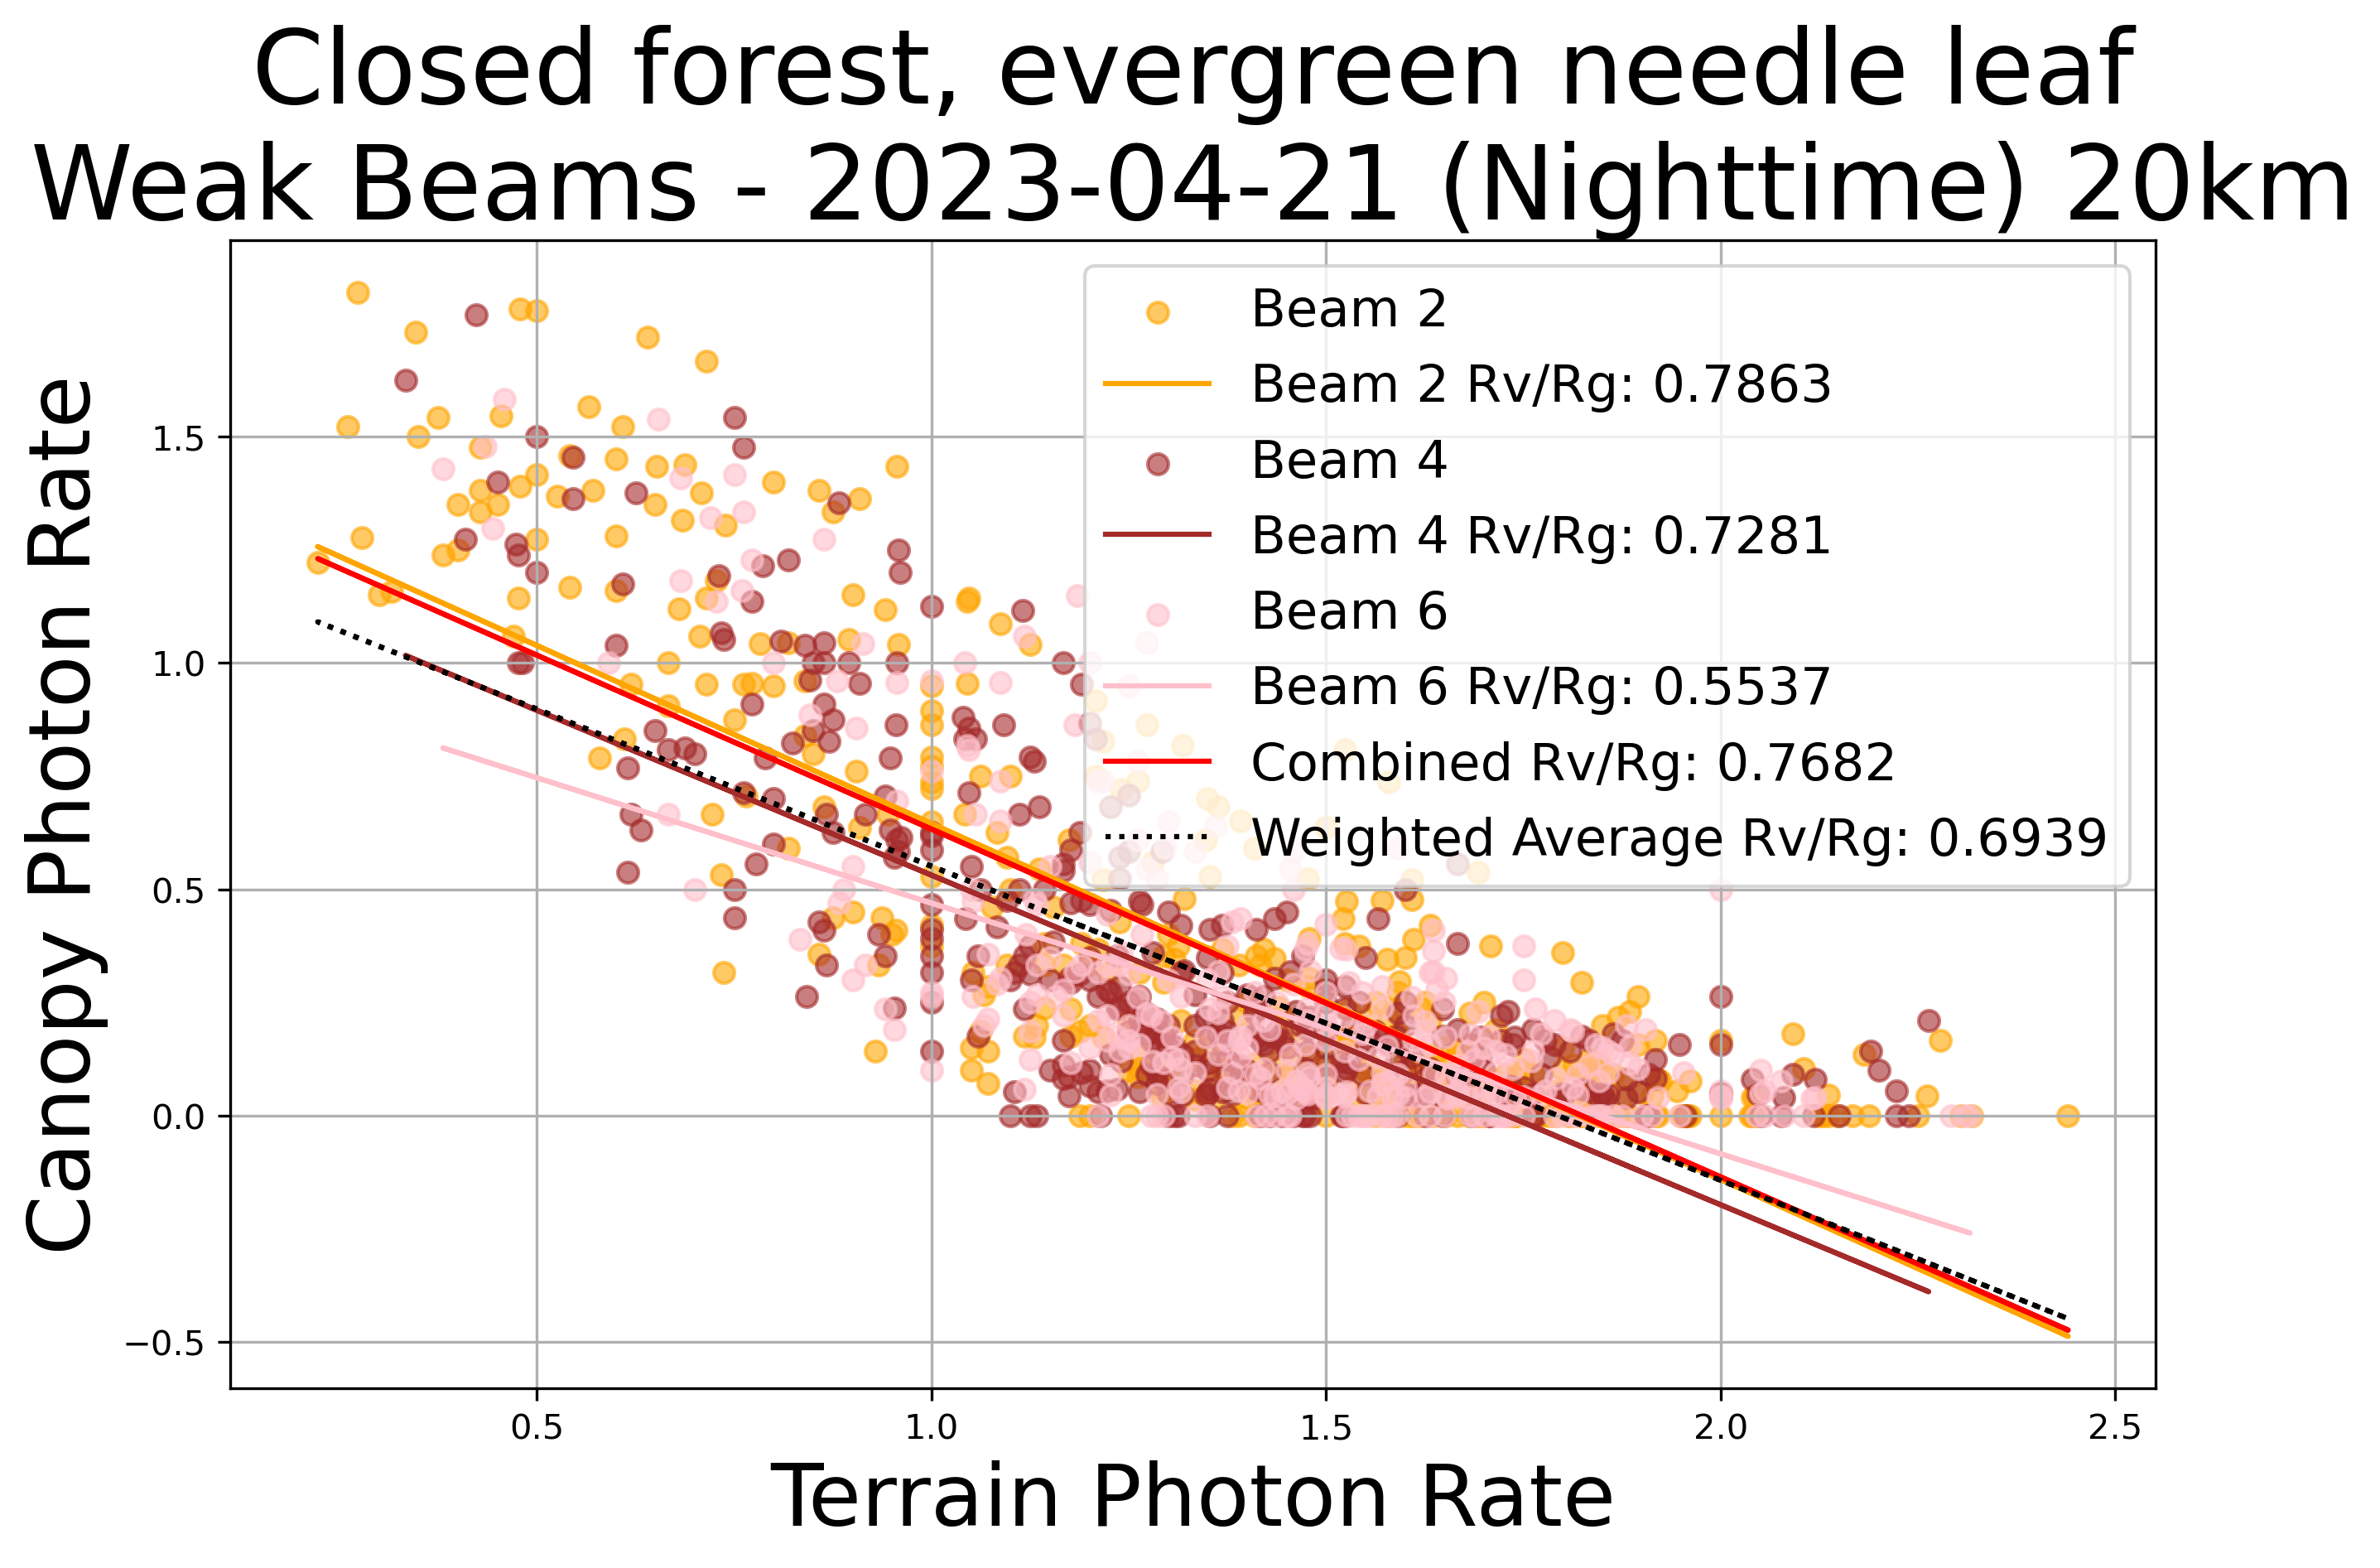 Closed forest, evergreen needle leaf
Weak Beams - 2023-04-21 (Nighttime) 20km
Canopy Photon Rate
1.5
1.0
0.5
0.0
−0.5
Beam 2
Beam 2 Rv/Rg: 0.7863
Beam 4
Beam 4 Rv/Rg: 0.7281
Beam 6
Beam 6 Rv/Rg: 0.5537
Combined Rv/Rg: 0.7682
Weighted Average Rv/Rg: 0.6939
0.5
1.0
1.5
2.0
2.5
Terrain Photon Rate